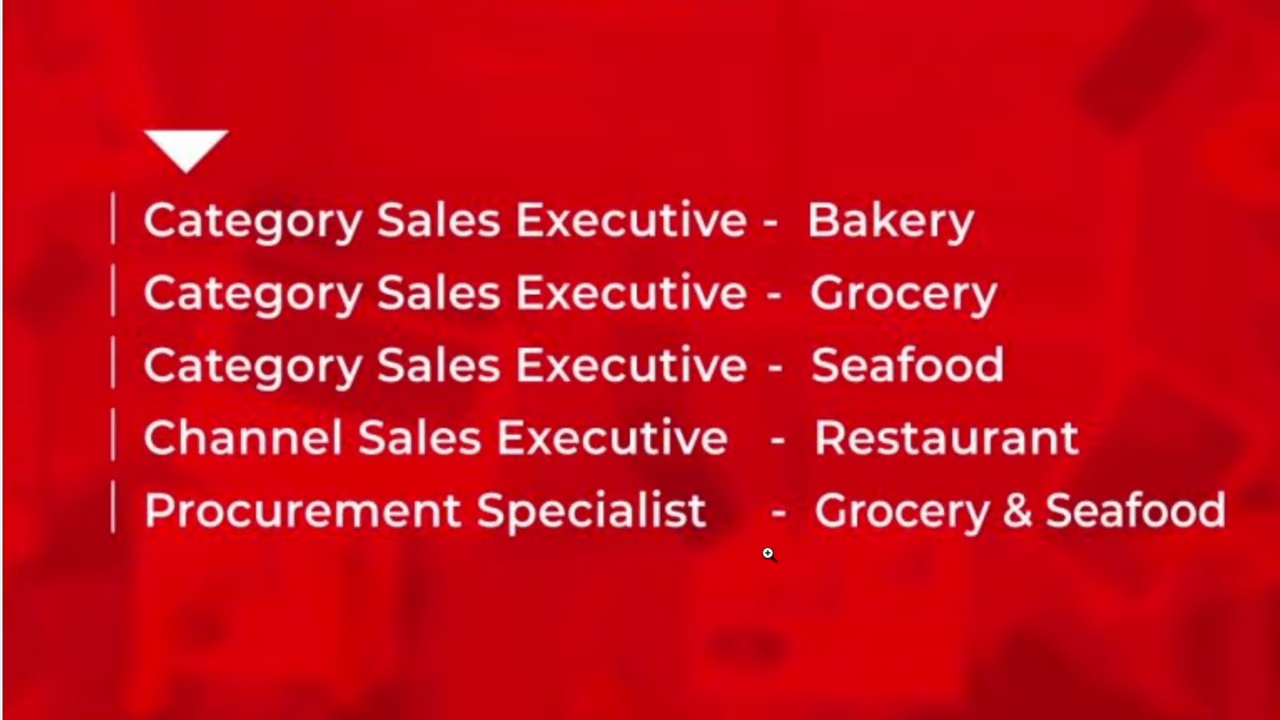 Category Sales Executive - Bakery
Category Sales Executive - Grocery
Category Sales Executive - Seafood
Channel Sales Executive - Restaurant
Procurement Specialist - Grocery & Seafood